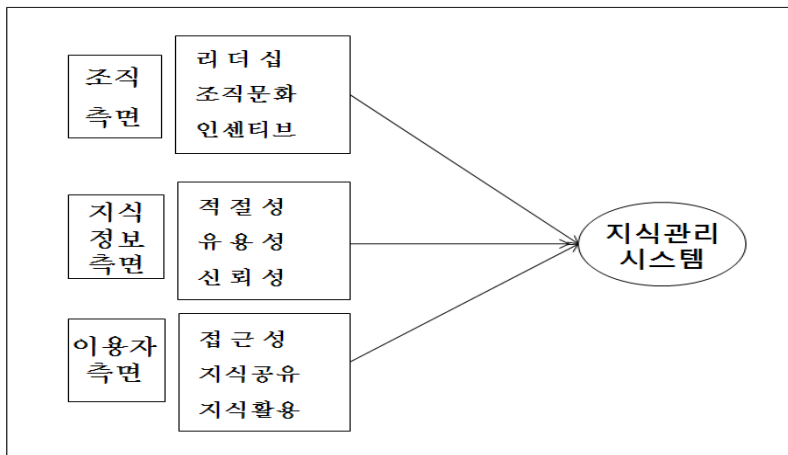 조직
측면
리 더 십
조직문화
인센티브
지 식
정보
측면
적 절 성
유 용 성
신 뢰 성
이용자
측면
접 근 성
지식공유
지식활용
지식관리
시스템